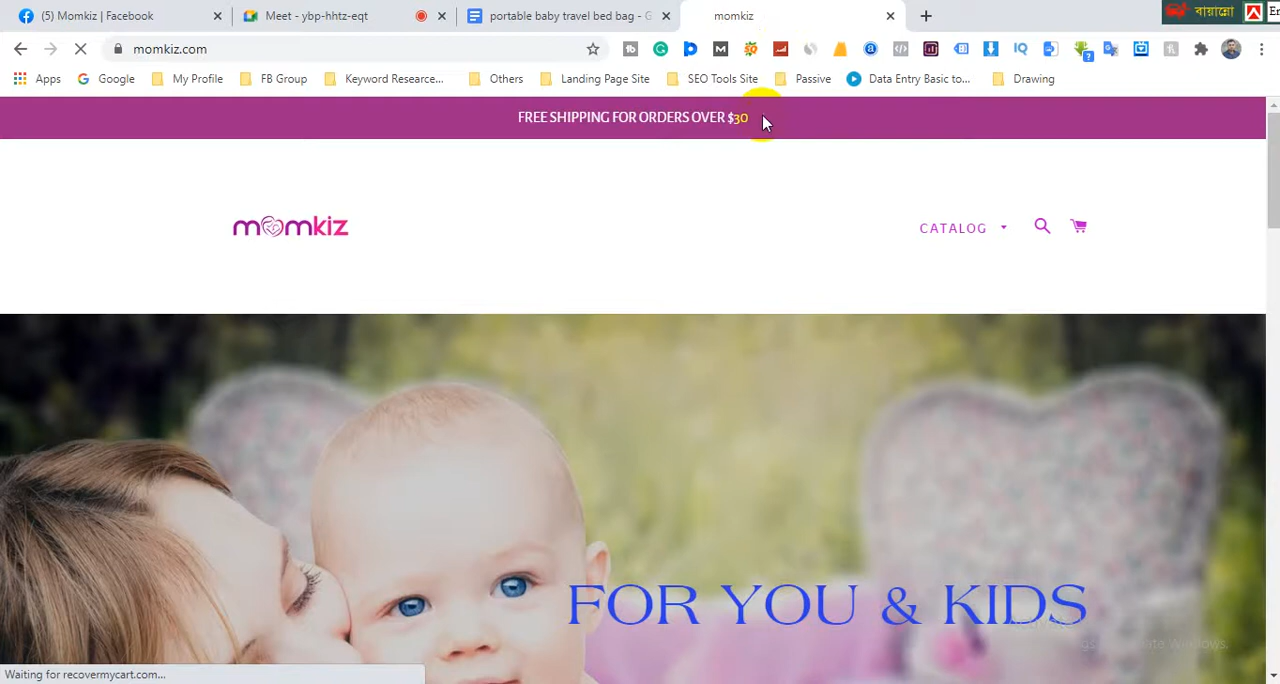 (5) Momkiz | Facebook
Meet - ybp-hhtz-eqt
portable baby travel bed bag - G
momkiz
বায়ান্নো
momkiz.com
Apps
Google
My Profile
FB Group
Keyword Researce...
Others
Landing Page Site
SEO Tools Site
Passive
Data Entry Basic to...
Drawing
FREE SHIPPING FOR ORDERS OVER $30
momkiz
CATALOG
FOR YOU & KIDS
Waiting for recovermycart.com...